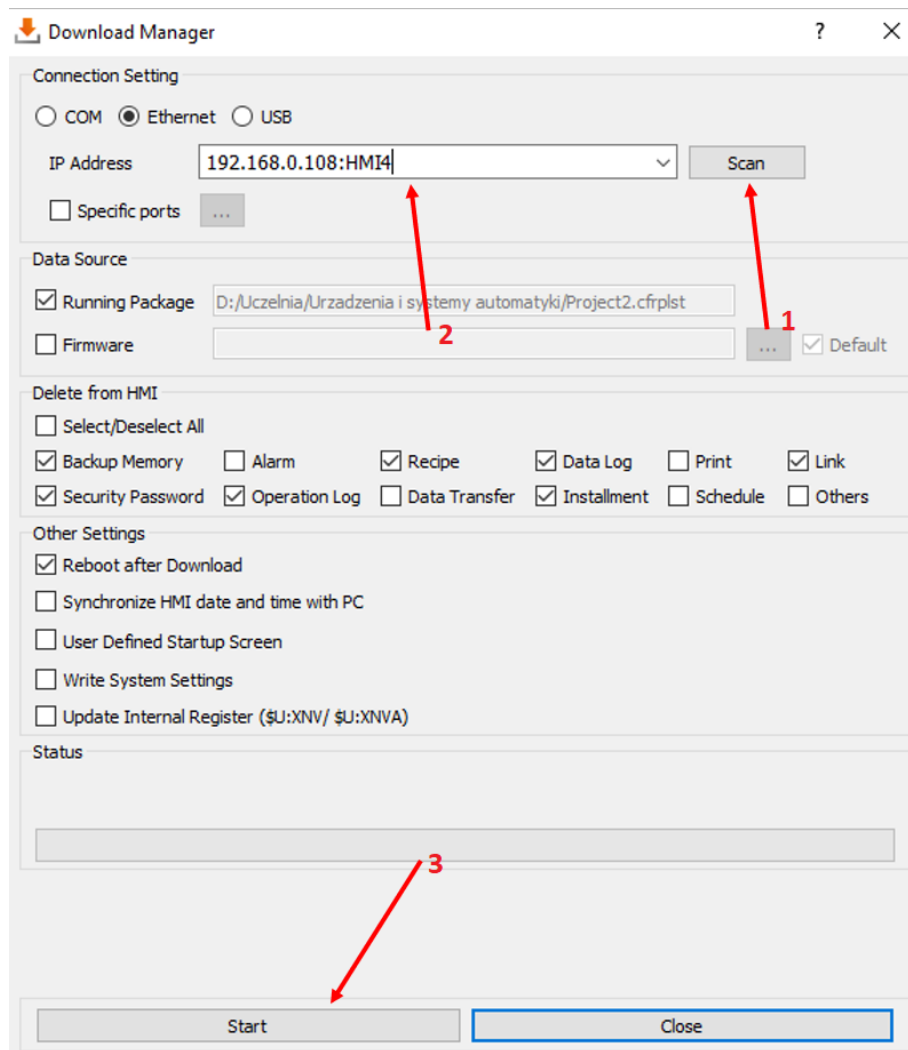 Download Manager ? ×
Connection Setting
COM Ethernet USB
IP Address 192.168.0.108:HMI4 Scan
Specific ports ...
Data Source
Running Package D:/Uczelnia/Urzadzenia i systemy automatyki/Project2.cfrplst
1
2
Firmware ... Default
Delete from HMI
Select/Deselect All
Backup Memory Alarm Recipe Data Log Print Link
Security Password Operation Log Data Transfer Installment Schedule Others
Other Settings
Reboot after Download
Synchronize HMI date and time with PC
User Defined Startup Screen
Write System Settings
Update Internal Register ($U:XNV/ $U:XNVA)
Status
3
Start Close